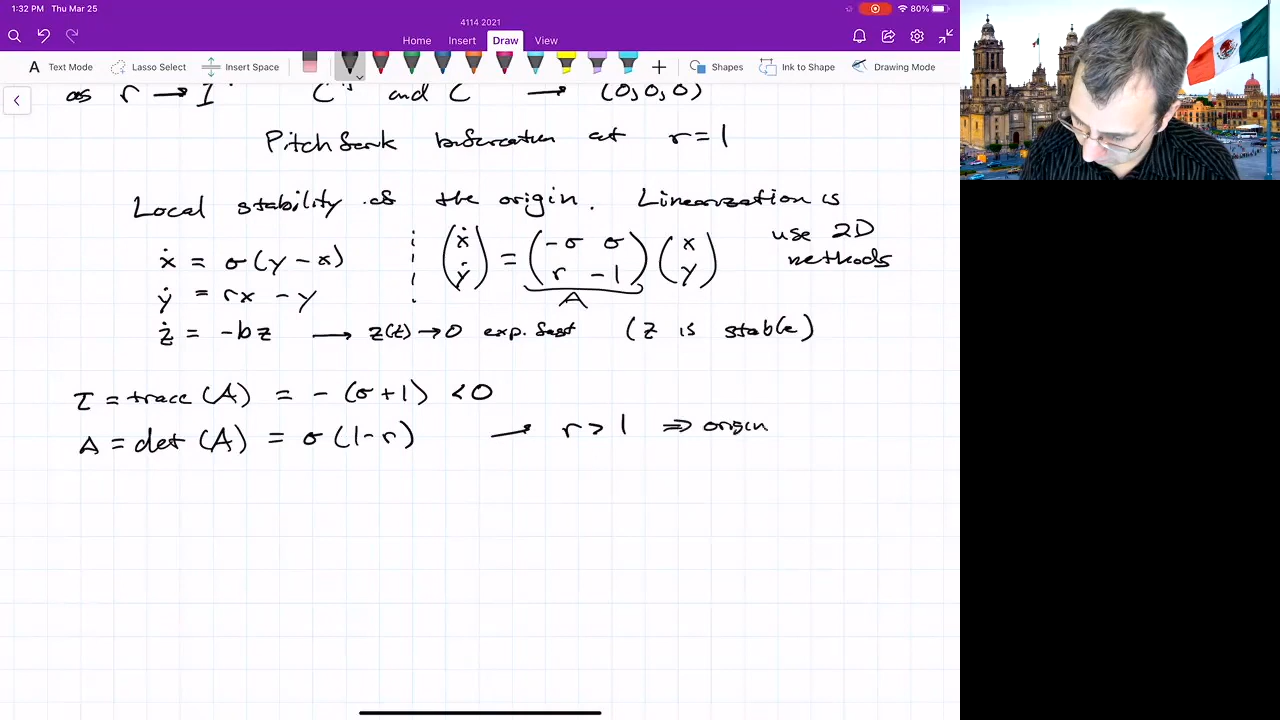 1:32 PM Thu Mar 25
80%
4114 2021
Home Insert Draw View
Text Mode Lasso Select Insert Space Shapes Ink to Shape Drawing Mode
as r → 1⁺ C⁺ and C⁻ → (0,0,0)
Pitchfork bifurcation at r = 1
Local stability of the origin. Linearization is
ẋ = σ(y - x)
ẏ = rx - y
ż = -bz → z(t) → 0 exp. fast (z is stable)
(ẋ ẏ) = (-σ σ r -1) (x y)
A
use 2D
methods
τ = trace (A) = - (σ + 1) < 0
Δ = det (A) = σ (1 - r) → r > 1 ⇒ origin